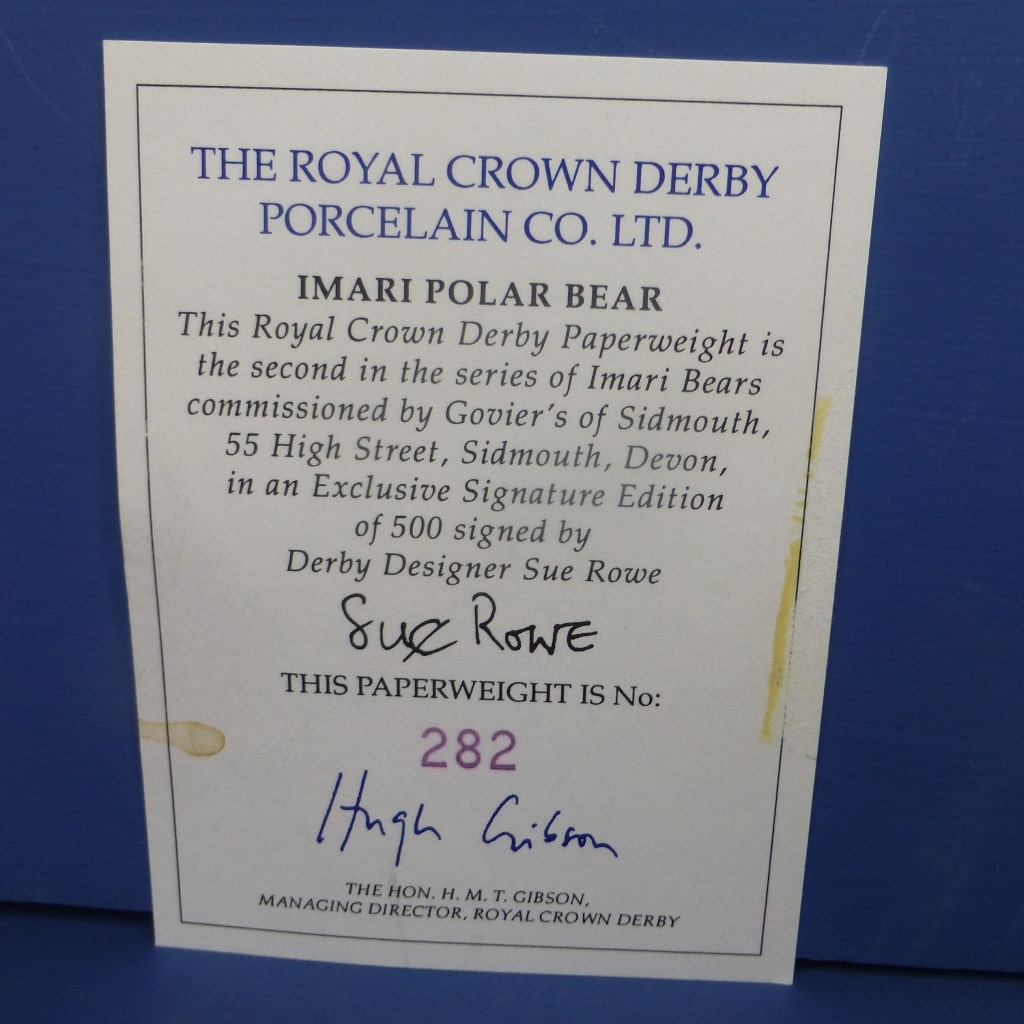 THE ROYAL CROWN DERBY
PORCELAIN CO. LTD.
IMARI POLAR BEAR
This Royal Crown Derby Paperweight is
the second in the series of Imari Bears
commissioned by Govier's of Sidmouth,
55 High Street, Sidmouth, Devon,
in an Exclusive Signature Edition
of 500 signed by
Derby Designer Sue Rowe
Sue Rowe
THIS PAPERWEIGHT IS No:
282
Hugh Gibson
THE HON. H. M. T. GIBSON,
MANAGING DIRECTOR, ROYAL CROWN DERBY